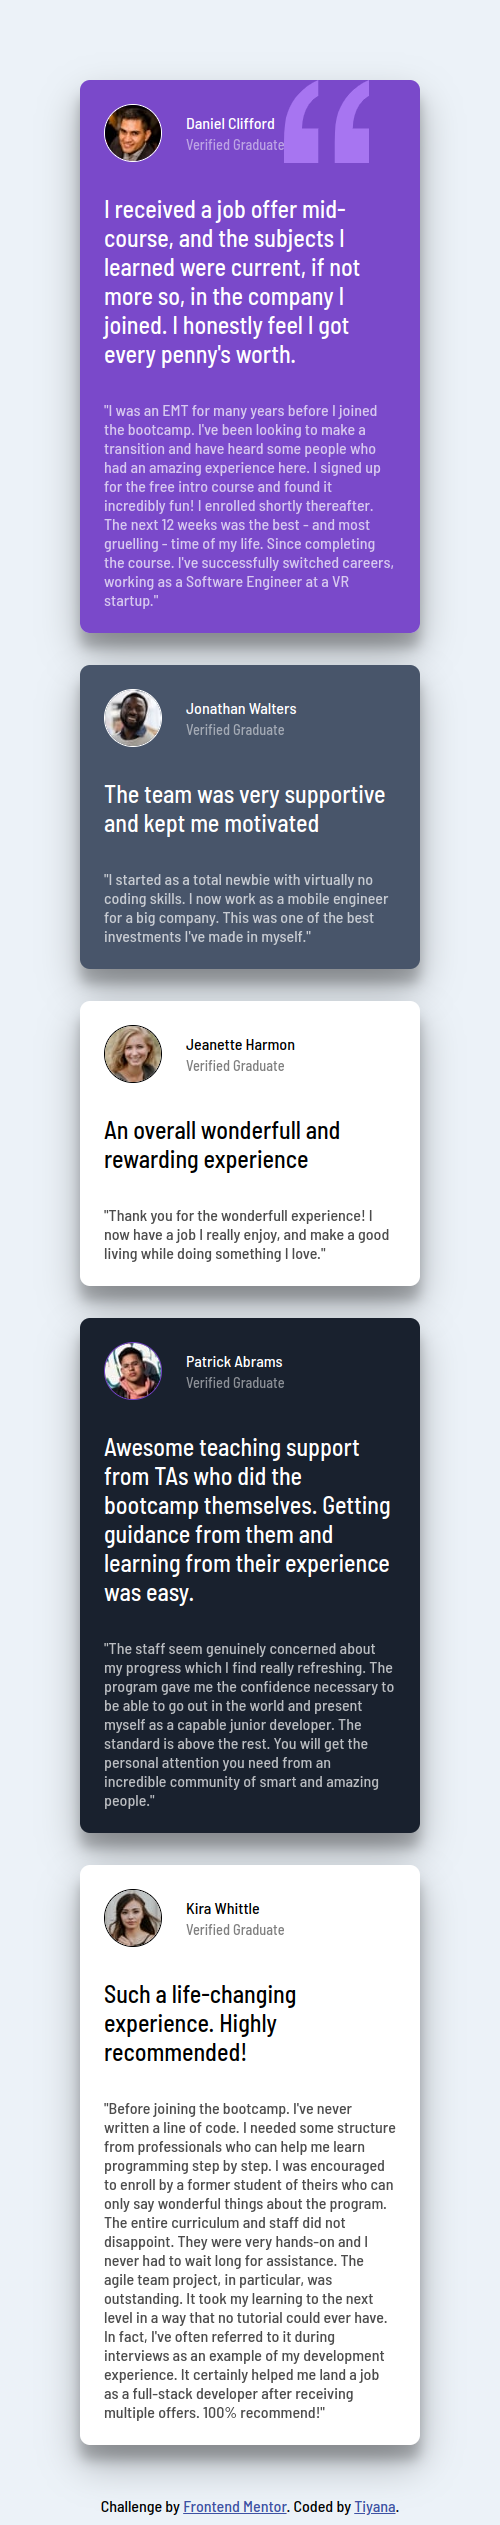 Daniel Clifford
Verified Graduate
I received a job offer mid-
course, and the subjects I
learned were current, if not
more so, in the company I
joined. I honestly feel I got
every penny's worth.
"I was an EMT for many years before I joined
the bootcamp. I've been looking to make a
transition and have heard some people who
had an amazing experience here. I signed up
for the free intro course and found it
incredibly fun! I enrolled shortly thereafter.
The next 12 weeks was the best - and most
gruelling - time of my life. Since completing
the course. I've successfully switched careers,
working as a Software Engineer at a VR
startup."
Jonathan Walters
Verified Graduate
The team was very supportive
and kept me motivated
"I started as a total newbie with virtually no
coding skills. I now work as a mobile engineer
for a big company. This was one of the best
investments I've made in myself."
Jeanette Harmon
Verified Graduate
An overall wonderfull and
rewarding experience
"Thank you for the wonderfull experience! I
now have a job I really enjoy, and make a good
living while doing something I love."
Patrick Abrams
Verified Graduate
Awesome teaching support
from TAs who did the
bootcamp themselves. Getting
guidance from them and
learning from their experience
was easy.
"The staff seem genuinely concerned about
my progress which I find really refreshing. The
program gave me the confidence necessary to
be able to go out in the world and present
myself as a capable junior developer. The
standard is above the rest. You will get the
personal attention you need from an
incredible community of smart and amazing
people."
Kira Whittle
Verified Graduate
Such a life-changing
experience. Highly
recommended!
"Before joining the bootcamp. I've never
written a line of code. I needed some structure
from professionals who can help me learn
programming step by step. I was encouraged
to enroll by a former student of theirs who can
only say wonderful things about the program.
The entire curriculum and staff did not
disappoint. They were very hands-on and I
never had to wait long for assistance. The
agile team project, in particular, was
outstanding. It took my learning to the next
level in a way that no tutorial could ever have.
In fact, I've often referred to it during
interviews as an example of my development
experience. It certainly helped me land a job
as a full-stack developer after receiving
multiple offers. 100% recommend!"
Challenge by Frontend Mentor. Coded by Tiyana.